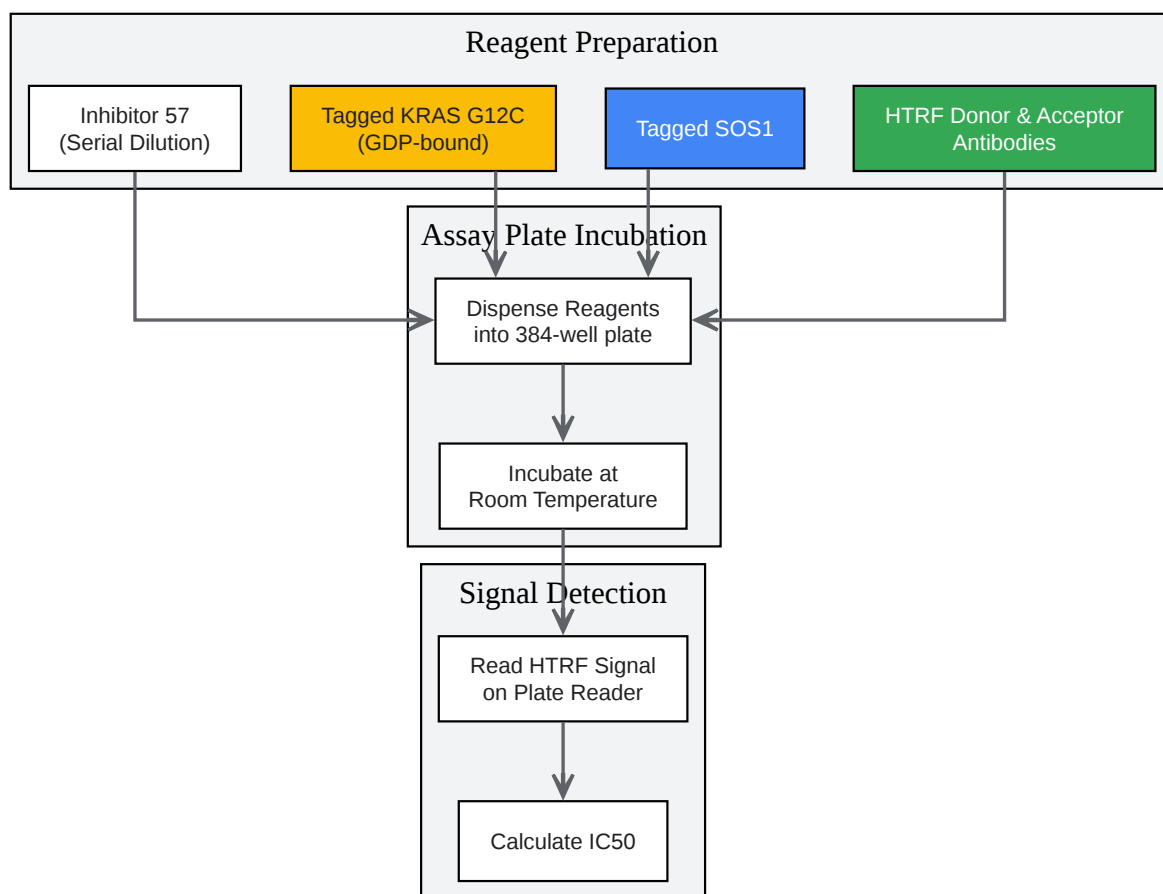 Reagent Preparation
Inhibitor 57
(Serial Dilution)
Tagged KRAS G12C
(GDP-bound)
Tagged SOS1
HTRF Donor & Acceptor
Antibodies
Assay Plate Incubation
Dispense Reagents
into 384-well plate
Incubate at
Room Temperature
Signal Detection
Read HTRF Signal
on Plate Reader
Calculate IC50